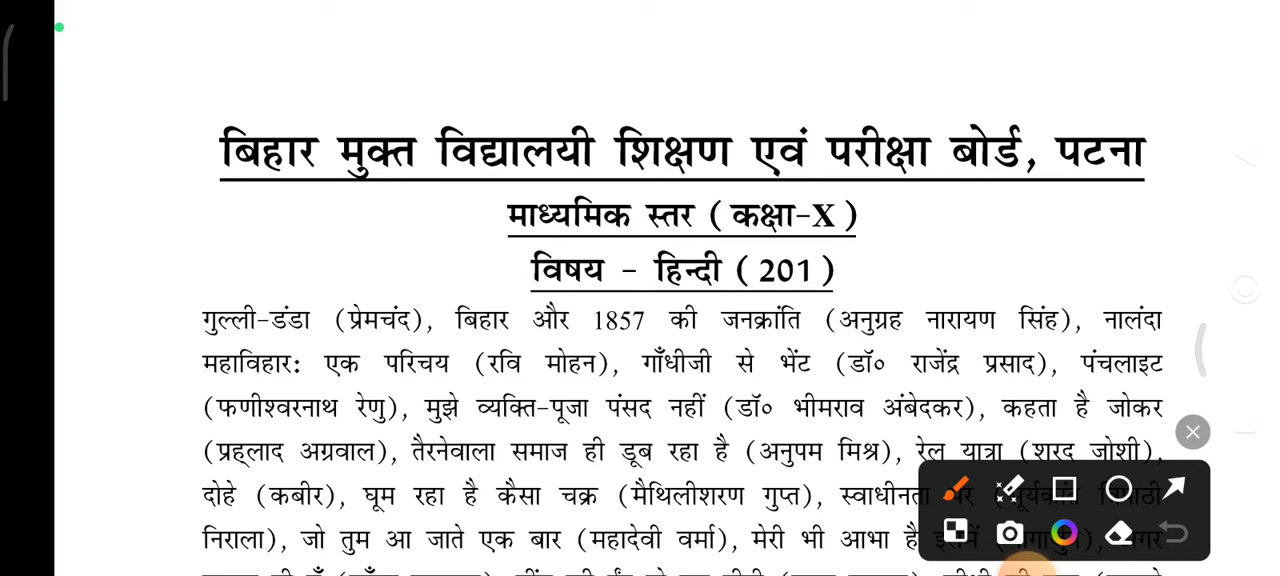 बिहार मुक्त विद्यालयी शिक्षण एवं परीक्षा बोर्ड, पटना
माध्यमिक स्तर (कक्षा-X)
विषय - हिन्दी (201)
गुल्ली-डंडा (प्रेमचंद), बिहार और 1857 की जनक्रांति (अनुग्रह नारायण सिंह), नालंदा
महाविहार: एक परिचय (रवि मोहन), गाँधीजी से भेंट (डॉ० राजेंद्र प्रसाद), पंचलाइट
(फणीश्वरनाथ रेणु), मुझे व्यक्ति-पूजा पंसद नहीं (डॉ० भीमराव अंबेदकर), कहता है जोकर
(प्रह्लाद अग्रवाल), तैरनेवाला समाज ही डूब रहा है (अनुपम मिश्र), रेल यात्रा (शरद जोशी),
दोहे (कबीर), घूम रहा है कैसा चक्र (मैथिलीशरण गुप्त), स्वाधीनता
निराला), जो तुम आ जाते एक बार (महादेवी वर्मा), मेरी भी आभा है